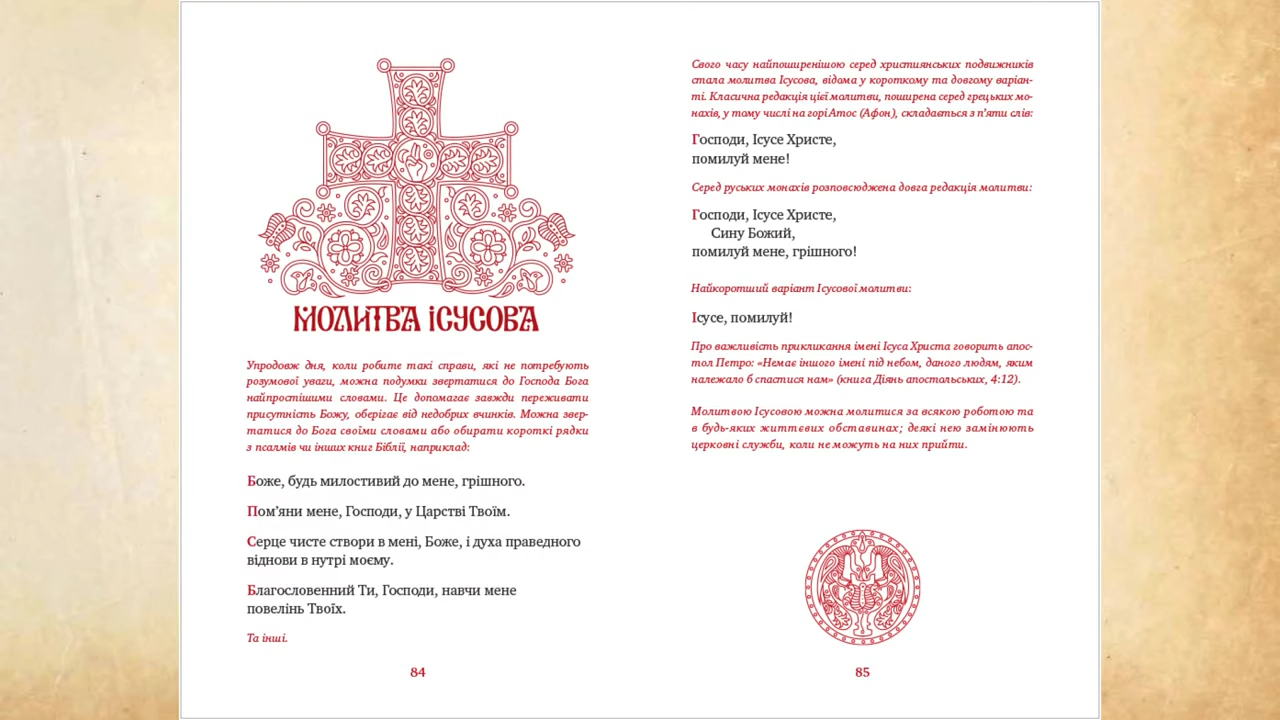 МОЛИТВА ІСУСОВА
Упродовж дня, коли робите такі справи, які не потребують
розумової уваги, можна подумки звертатися до Господа Бога
найпростішими словами. Це допомагає завжди переживати
присутність Божу, оберігає від недобрих вчинків. Можна звер-
татися до Бога своїми словами або обирати короткі рядки
з псалмів чи інших книг Біблії, наприклад:
Боже, будь милостивий до мене, грішного.
Пом’яни мене, Господи, у Царстві Твоїм.
Серце чисте створи в мені, Боже, і духа праведного
віднови в нутрі моєму.
Благословенний Ти, Господи, навчи мене
повелінь Твоїх.
Та інші.
84
Свого часу найпоширенішою серед християнських подвижників
стала молитва Ісусова, відома у короткому та довгому варіан-
ті. Класична редакція цієї молитви, поширена серед грецьких мо-
нахів, у тому числі на горі Атос (Афон), складається з п’яти слів:
Господи, Ісусе Христе,
помилуй мене!
Серед руських монахів розповсюджена довга редакція молитви:
Господи, Ісусе Христе,
Сину Божий,
помилуй мене, грішного!
Найкоротший варіант Ісусової молитви:
Ісусе, помилуй!
Про важливість прикликання імені Ісуса Христа говорить апос-
тол Петро: «Немає іншого імені під небом, даного людям, яким
належало б спастися нам» (книга Діянь апостольських, 4:12).
Молитвою Ісусовою можна молитися за всякою роботою та
в будь-яких життєвих обставинах; деякі нею замінюють
церковні служби, коли не можуть на них прийти.
85